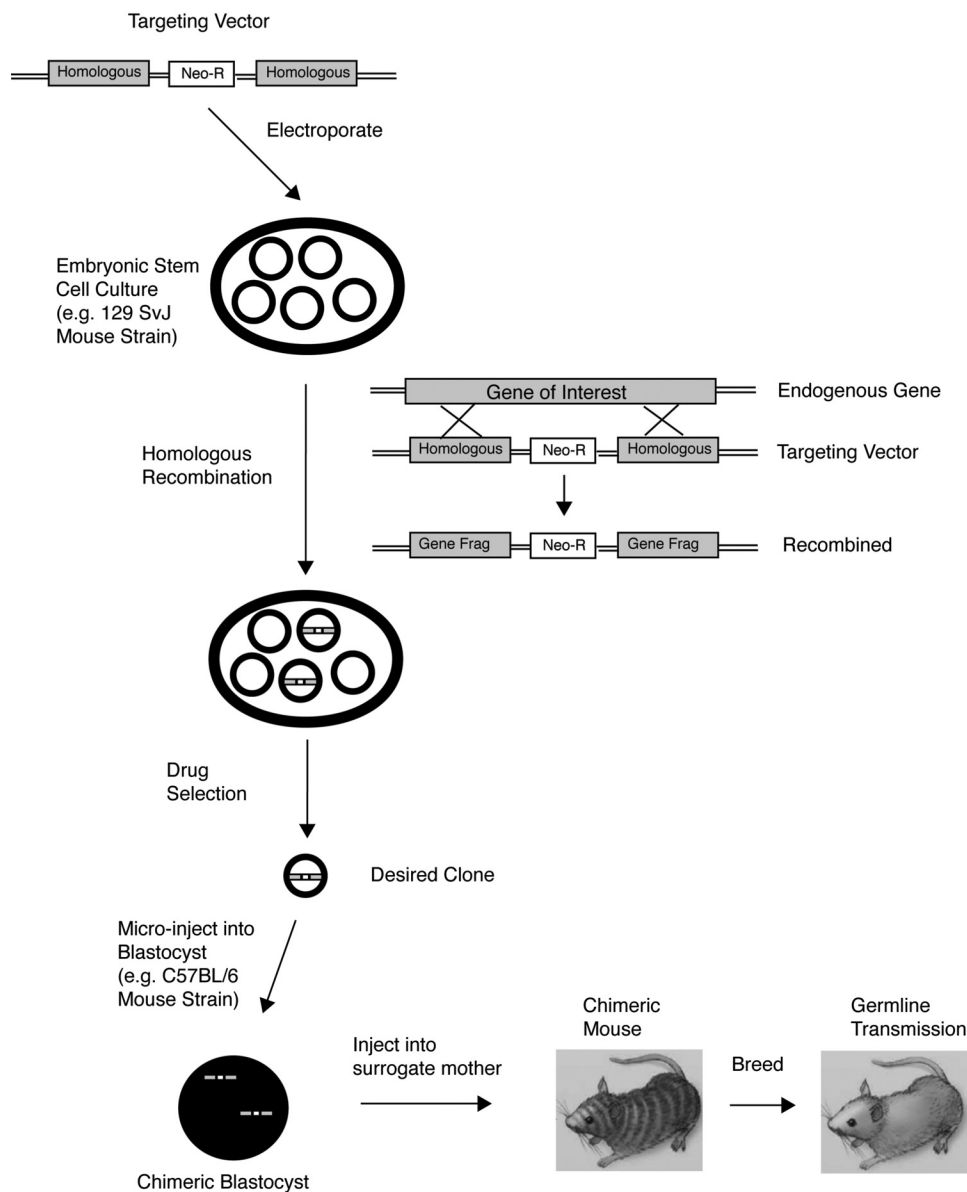 Targeting Vector
Homologous Neo-R Homologous
Electroporate
Embryonic Stem
Cell Culture
(e.g. 129 SvJ
Mouse Strain)
Gene of Interest
Endogenous Gene
Homologous Neo-R Homologous
Targeting Vector
Homologous
Recombination
Gene Frag Neo-R Gene Frag
Recombined
Drug
Selection
Desired Clone
Micro-inject into
Blastocyst
(e.g. C57BL/6
Mouse Strain)
Chimeric Blastocyst
Inject into
surrogate mother
Chimeric
Mouse
Breed
Germline
Transmission